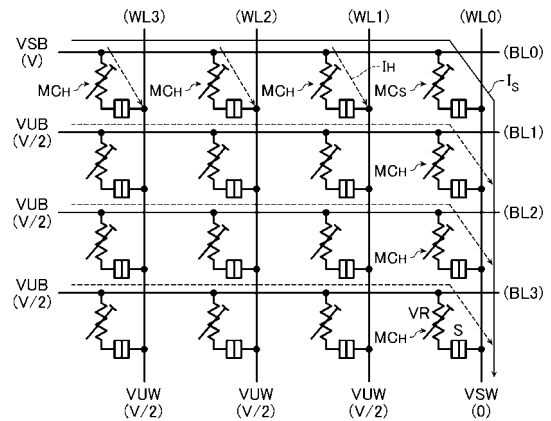 (WL3) (WL2) (WL1) (WL0)
VSB
(V)
(BL0)
MCH MCH IH MCH MCS IS
VUB
(V/2)
(BL1)
MCH
VUB
(V/2)
(BL2)
MCH
VUB
(V/2)
(BL3)
VR
MCH S
VUW VUW VUW VSW
(V/2) (V/2) (V/2) (0)